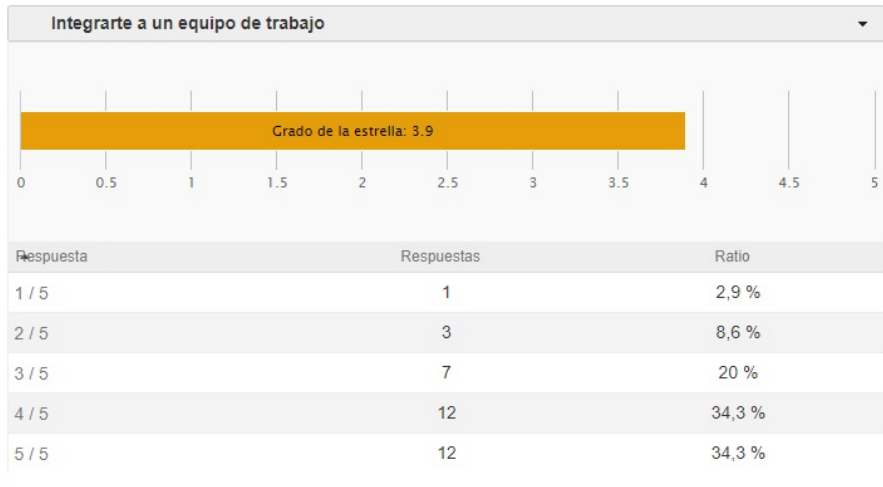 Integrarte a un equipo de trabajo
Grado de la estrella: 3.9
0 0.5 1 1.5 2 2.5 3 3.5 4 4.5 5
Respuesta Respuestas Ratio
1 / 5 1 2,9 %
2 / 5 3 8,6 %
3 / 5 7 20 %
4 / 5 12 34,3 %
5 / 5 12 34,3 %